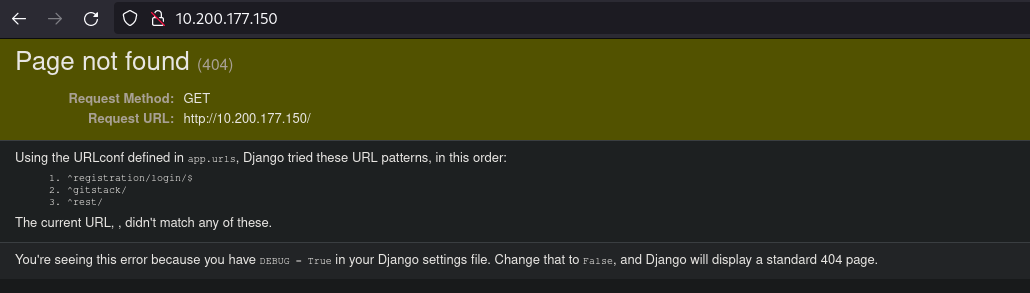 10.200.177.150
Page not found (404)
Request Method: GET
Request URL: http://10.200.177.150/
Using the URLconf defined in app.urls, Django tried these URL patterns, in this order:
1. ^registration/login/$
2. ^gitstack/
3. ^rest/
The current URL, , didn't match any of these.
You're seeing this error because you have DEBUG = True in your Django settings file. Change that to False, and Django will display a standard 404 page.